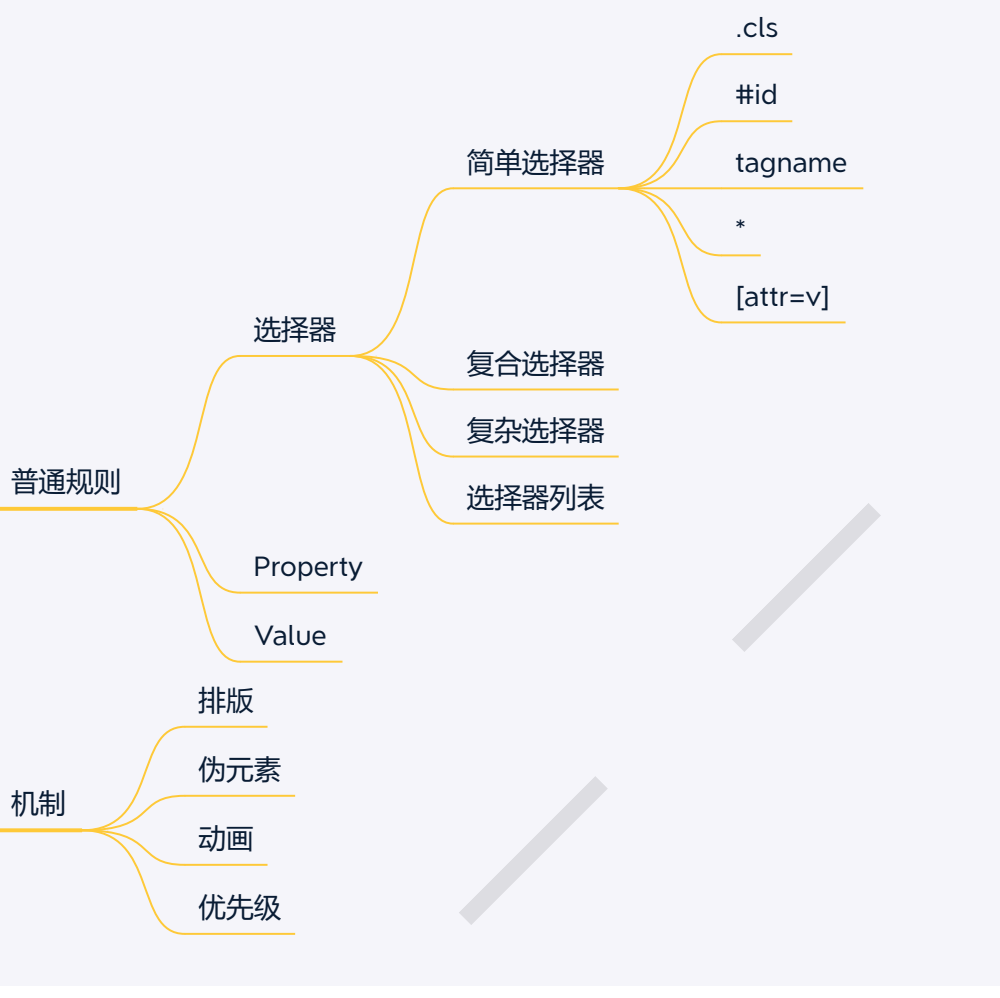 .cls
#id
tagname
*
[attr=v]
简单选择器
选择器
复合选择器
复杂选择器
选择器列表
普通规则
Property
Value
排版
伪元素
机制
动画
优先级